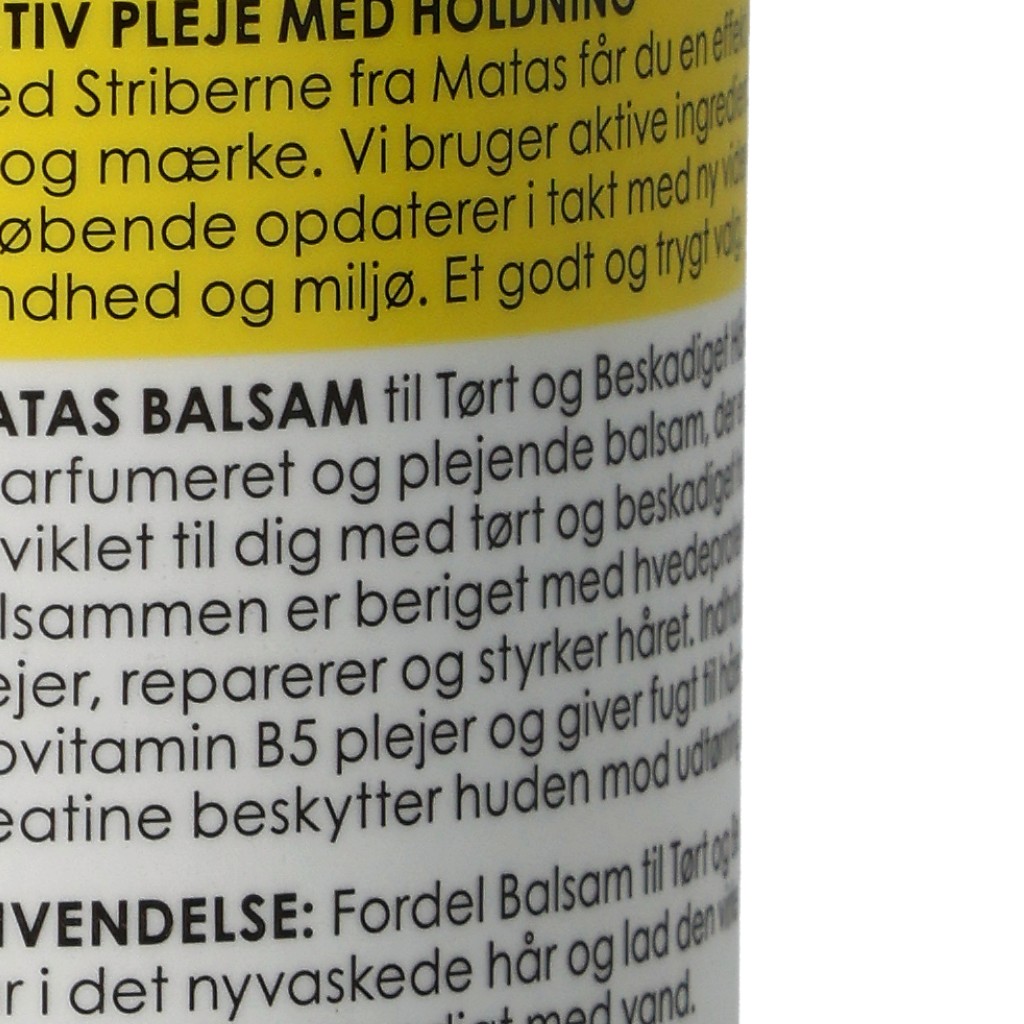 TIV PLEJE MED HOLDNING
ed Striberne fra Matas får du en
og mærke. Vi bruger aktive
øbende opdaterer i takt med ny
ndhed og miljø. Et godt og trygt valg
ATAS BALSAM til Tørt og Beskadiget
arfumeret og plejende balsam, der
viklet til dig med tørt og beskadiget
lsammen er beriget med
ejer, reparerer og styrker håret.
ovitamin B5 plejer og giver fugt til
eatine beskytter huden mod
VENDELSE: Fordel Balsam til Tørt og
r i det nyvaskede hår og lad den
med vand.